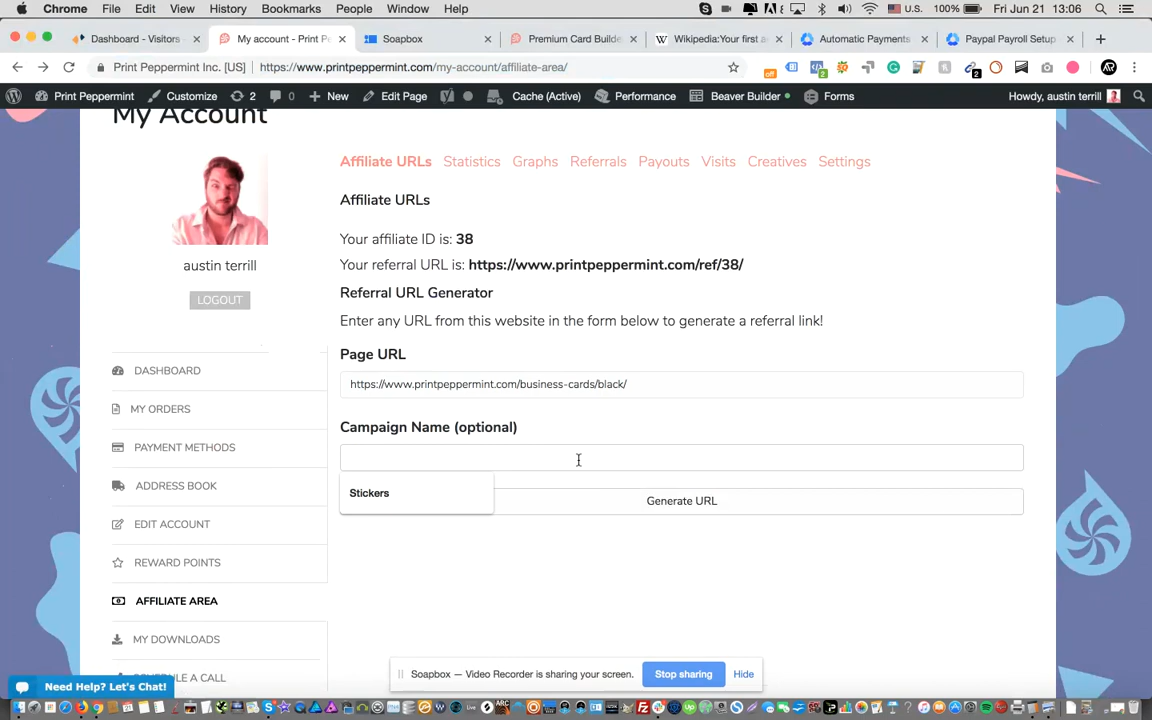 Chrome File Edit View History Bookmarks People Window Help U.S. 100% Fri Jun 21 13:06
Dashboard - Visitors My account - Print Pe Soapbox Premium Card Builde Wikipedia:Your first a Automatic Payments Paypal Payroll Setup
Print Peppermint Inc. [US] https://www.printpeppermint.com/my-account/affiliate-area/
Print Peppermint Customize 2 1 New Edit Page Cache (Active) Performance Beaver Builder Forms Howdy, austin terrill
My Account
Affiliate URLs Statistics Graphs Referrals Payouts Visits Creatives Settings
Affiliate URLs
Your affiliate ID is: 38
Your referral URL is: https://www.printpeppermint.com/ref/38/
austin terrill
LOGOUT
Referral URL Generator
Enter any URL from this website in the form below to generate a referral link!
Page URL
https://www.printpeppermint.com/business-cards/black/
Campaign Name (optional)
Stickers
Generate URL
DASHBOARD
MY ORDERS
PAYMENT METHODS
ADDRESS BOOK
EDIT ACCOUNT
REWARD POINTS
AFFILIATE AREA
MY DOWNLOADS
SCHEDULE A CALL
Soapbox — Video Recorder is sharing your screen. Stop sharing Hide
Need Help? Let's Chat!